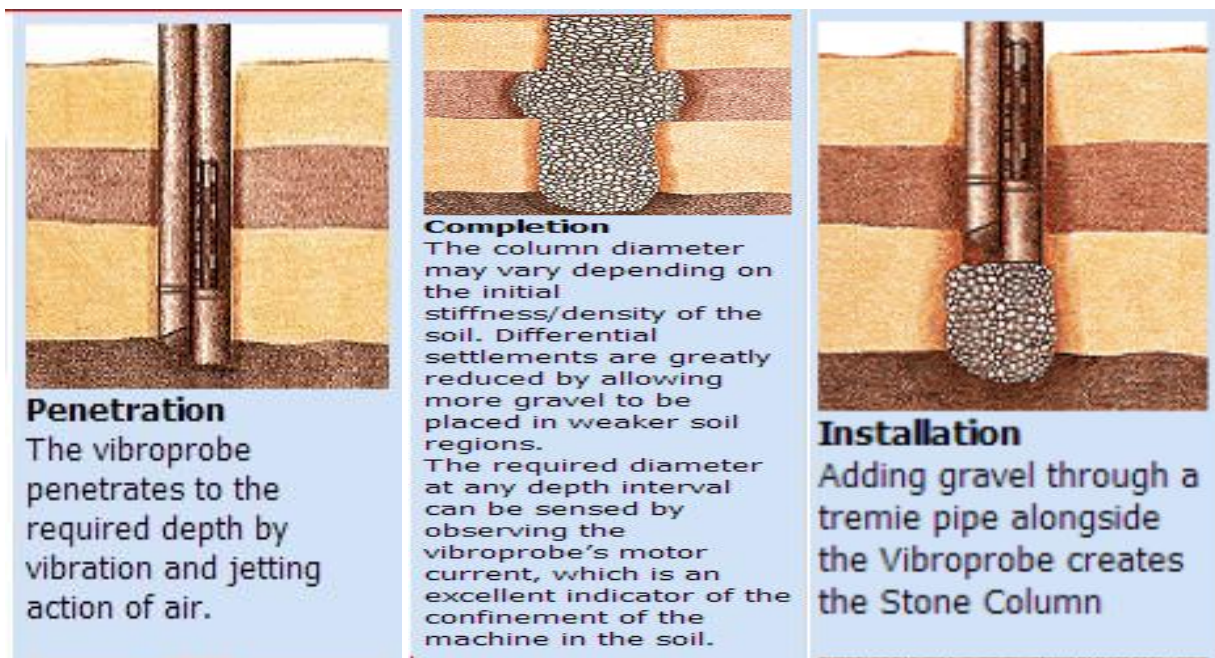 Penetration
The vibroprobe
penetrates to the
required depth by
vibration and jetting
action of air.
Completion
The column diameter
may vary depending on
the initial
stiffness/density of the
soil. Differential
settlements are greatly
reduced by allowing
more gravel to be
placed in weaker soil
regions.
The required diameter
at any depth interval
can be sensed by
observing the
vibroprobe's motor
current, which is an
excellent indicator of the
confinement of the
machine in the soil.
Installation
Adding gravel through a
tremie pipe alongside
the Vibroprobe creates
the Stone Column